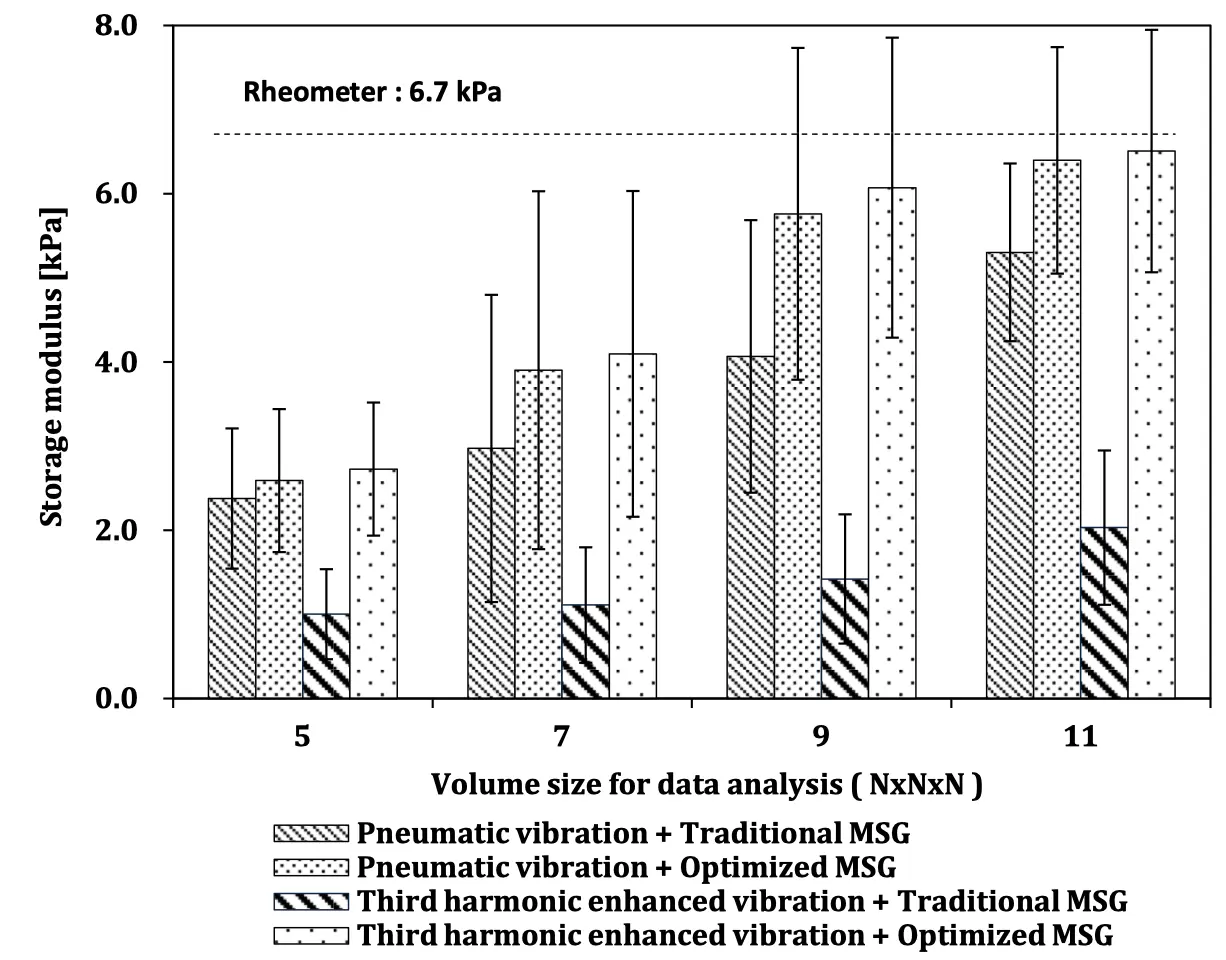 8.0
Rheometer : 6.7 kPa
6.0
Storage modulus [kPa]
4.0
2.0
0.0
5 7 9 11
Volume size for data analysis ( NxNxN )
Pneumatic vibration + Traditional MSG
Pneumatic vibration + Optimized MSG
Third harmonic enhanced vibration + Traditional MSG
Third harmonic enhanced vibration + Optimized MSG